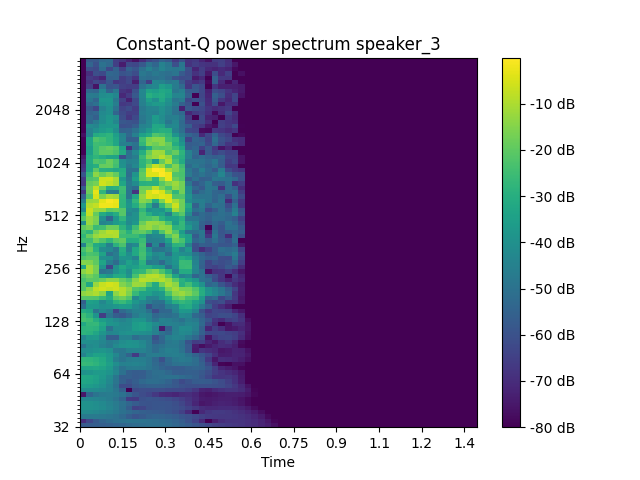 Constant-Q power spectrum speaker_3
Hz
2048
1024
512
256
128
64
32
0 0.15 0.3 0.45 0.6 0.75 0.9 1.1 1.2 1.4
Time
-10 dB
-20 dB
-30 dB
-40 dB
-50 dB
-60 dB
-70 dB
-80 dB